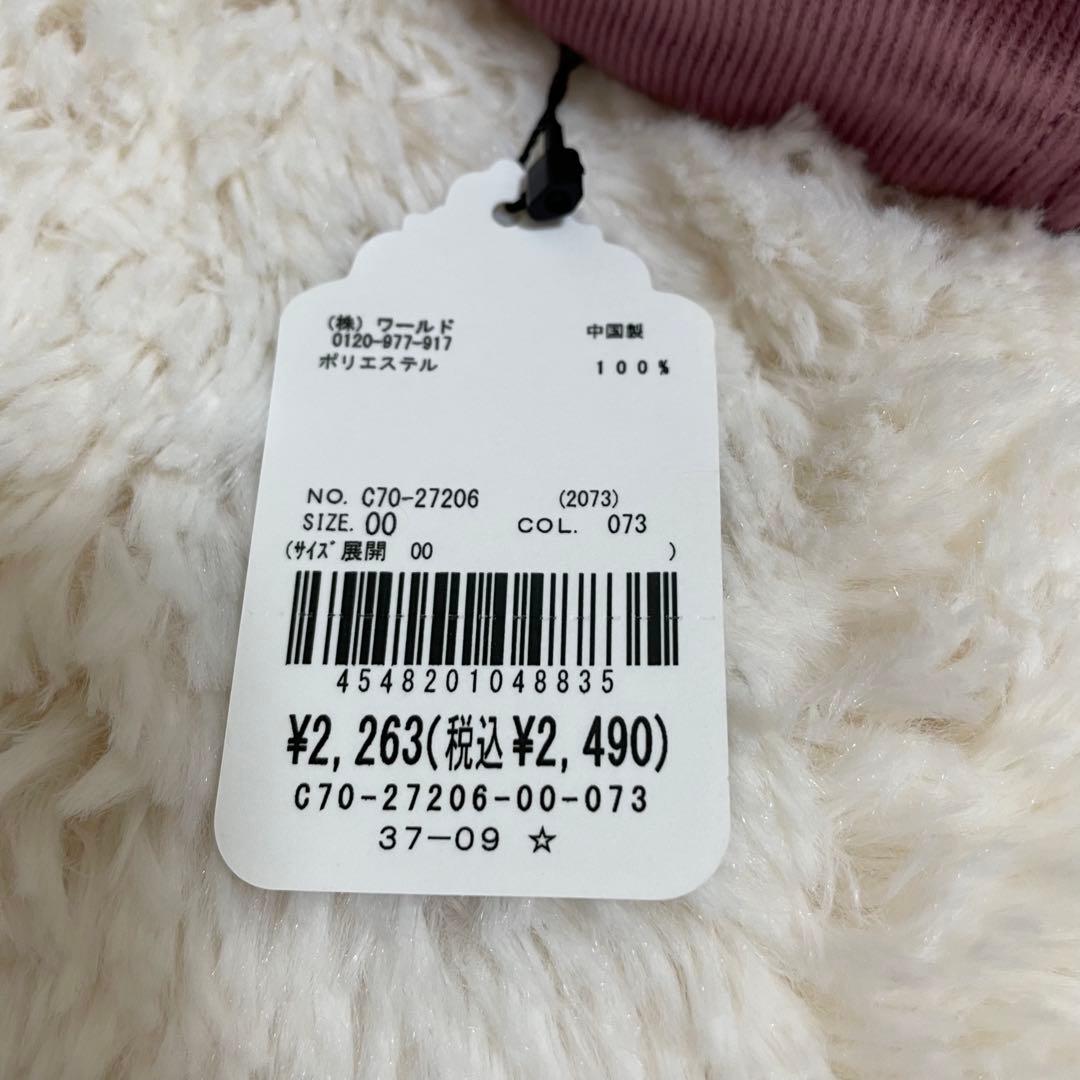 (株) ワールド 中国製
0120-977-917
ポリエステル 100%
NO. C70-27206 (2073)
SIZE. 00 COL. 073
(ｻｲｽﾞ展開 00 )
4548201048835
¥2,263(税込¥2,490)
C70-27206-00-073
37-09 ☆